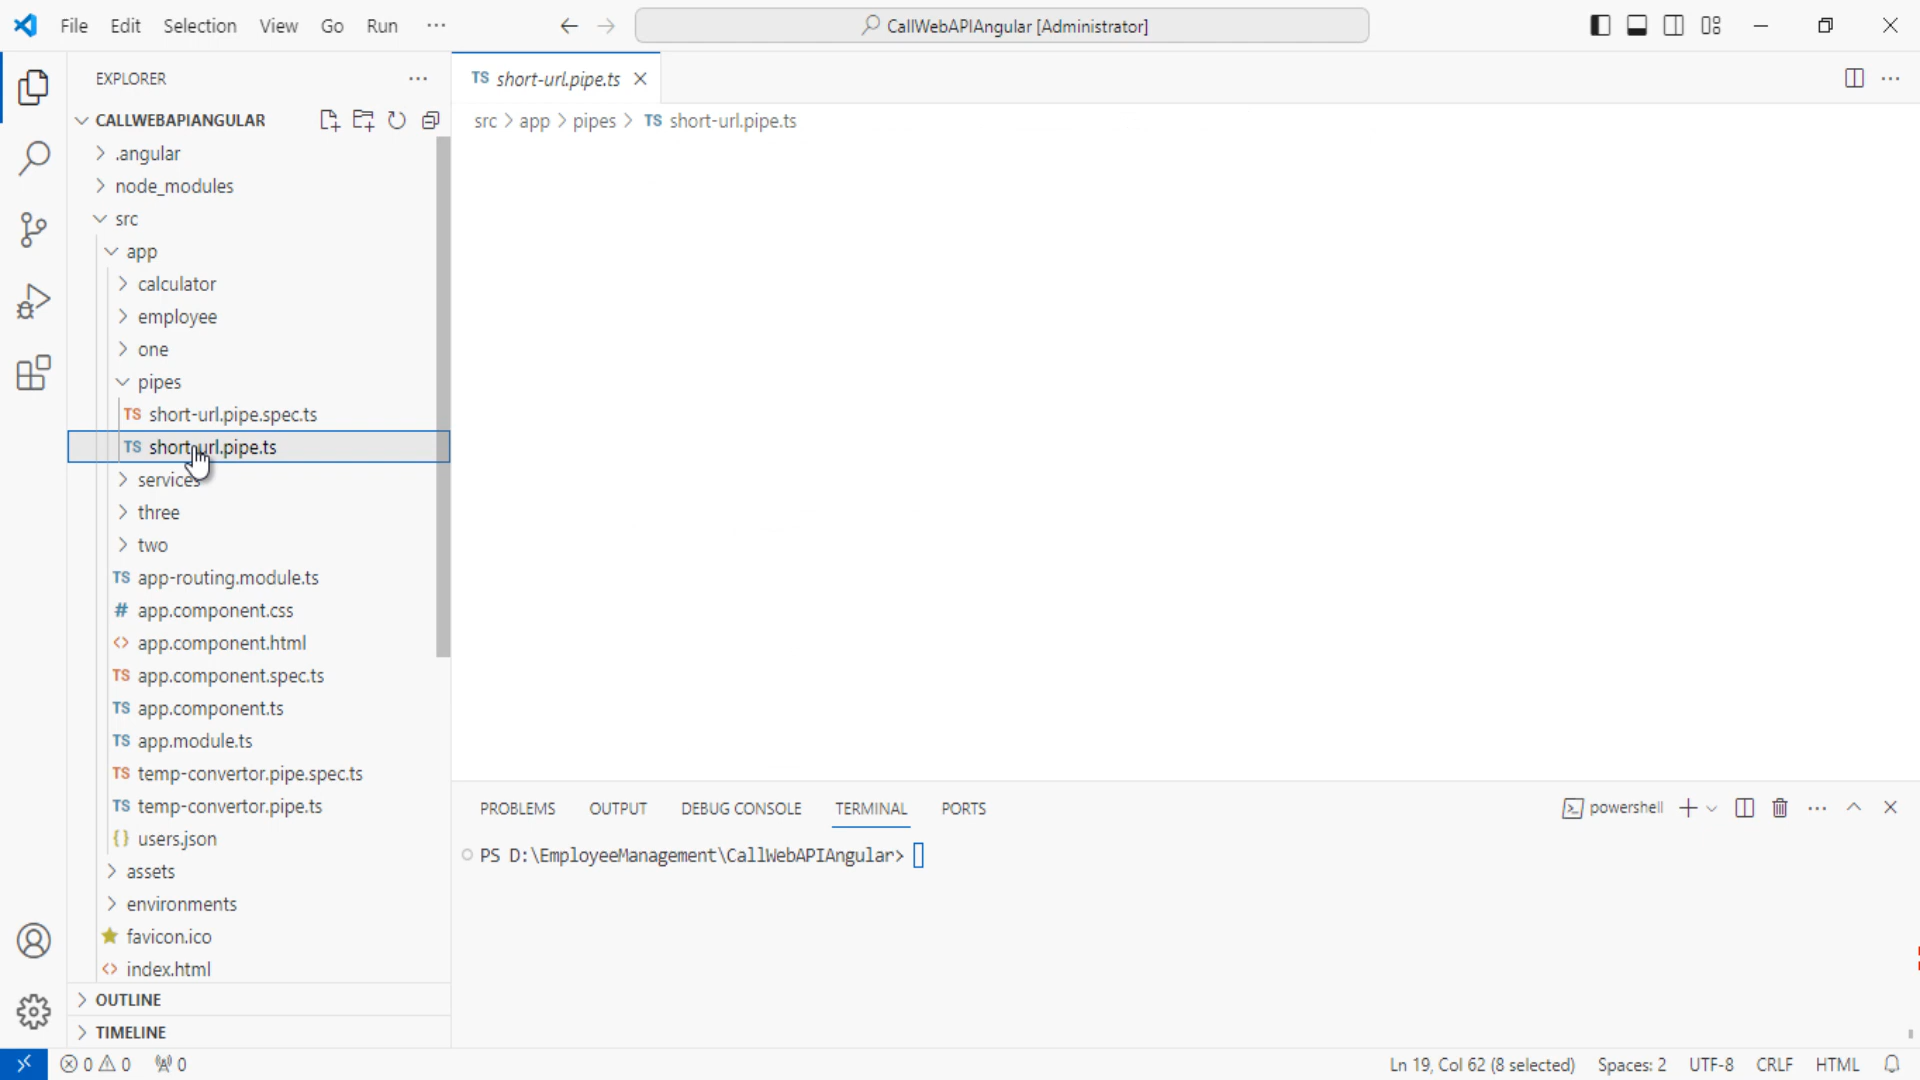 File Edit Selection View Go Run ···
CallWebAPIAngular [Administrator]
EXPLORER
CALLWEBAPIANGULAR
.angular
node_modules
src
app
calculator
employee
one
pipes
TS short-url.pipe.spec.ts
TS short-url.pipe.ts
services
three
two
TS app-routing.module.ts
# app.component.css
<> app.component.html
TS app.component.spec.ts
TS app.component.ts
TS app.module.ts
TS temp-convertor.pipe.spec.ts
TS temp-convertor.pipe.ts
{} users.json
assets
environments
favicon.ico
<> index.html
OUTLINE
TIMELINE
TS short-url.pipe.ts
src > app > pipes > TS short-url.pipe.ts
PROBLEMS OUTPUT DEBUG CONSOLE TERMINAL PORTS
powershell
PS D:\EmployeeManagement\CallWebAPIAngular>
0 0 0
Ln 19, Col 62 (8 selected) Spaces: 2 UTF-8 CRLF HTML